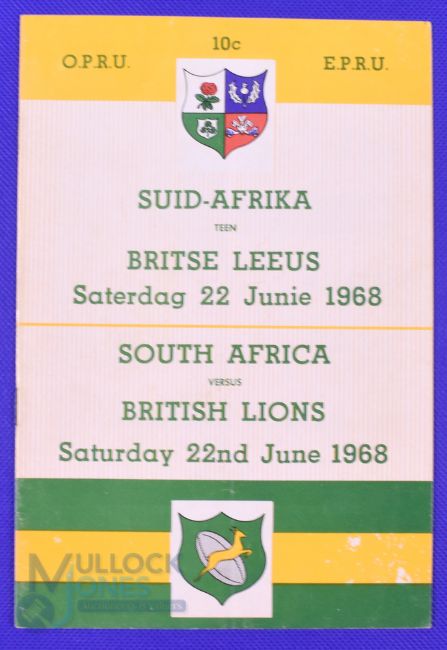 10c
O.P.R.U. E.P.R.U.
SUID-AFRIKA
TEEN
BRITSE LEEUS
Saterdag 22 Junie 1968
SOUTH AFRICA
VERSUS
BRITISH LIONS
Saturday 22nd June 1968
MULLOCK
JONES